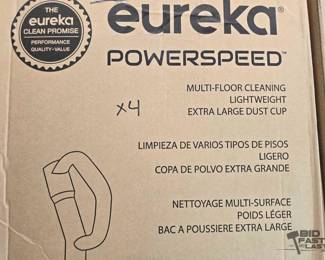 THE
eureka
CLEAN PROMISE
PERFORMANCE
QUALITY-VALUE
eureka®
POWERSPEED™
x4
MULTI-FLOOR CLEANING
LIGHTWEIGHT
EXTRA LARGE DUST CUP
LIMPIEZA DE VARIOS TIPOS DE PISOS
LIGERO
COPA DE POLVO EXTRA GRANDE
NETTOYAGE MULTI-SURFACE
POIDS LÉGER
BAC A POUSSIERE EXTRA LARGE
BID
FAST
LAST